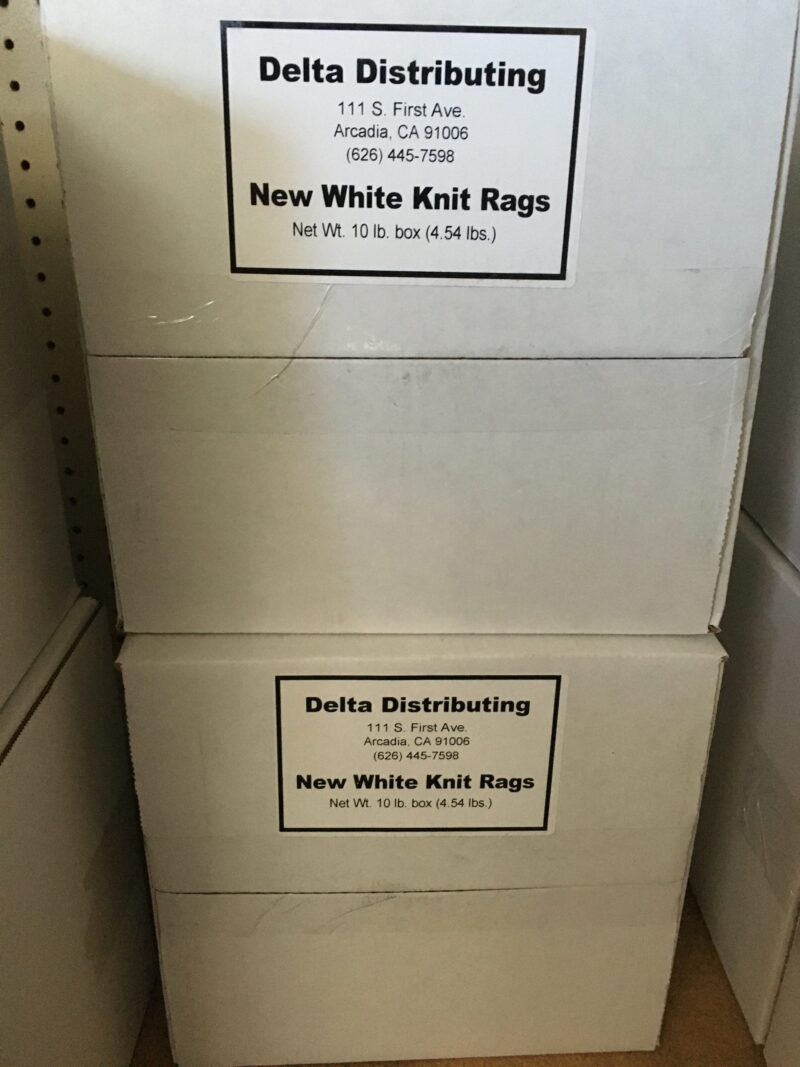 Delta Distributing
111 S. First Ave.
Arcadia, CA 91006
(626) 445-7598
New White Knit Rags
Net Wt. 10 lb. box (4.54 lbs.)
Delta Distributing
111 S. First Ave.
Arcadia, CA 91006
(626) 445-7598
New White Knit Rags
Net Wt. 10 lb. box (4.54 lbs.)